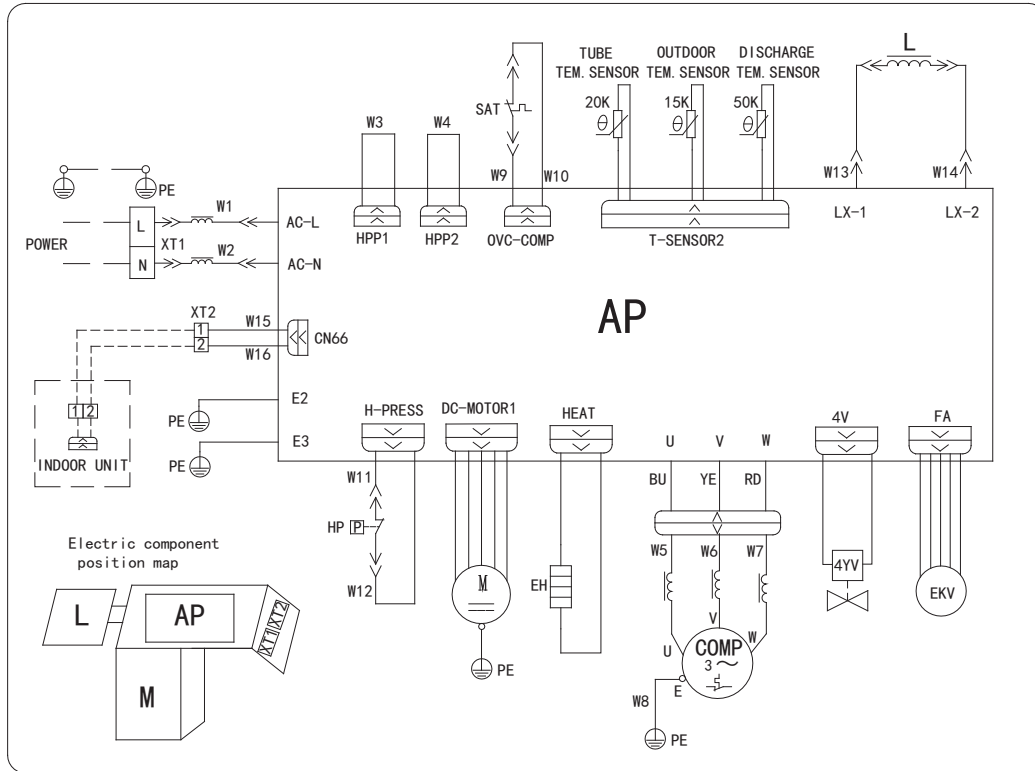 TUBE
TEM. SENSOR
OUTDOOR
TEM. SENSOR
DISCHARGE
TEM. SENSOR
L
20K
15K
50K
θ
θ
θ
SAT
W3
W4
W9
W10
W13
W14
PE
W1
L
AC-L
HPP1
HPP2
OVC-COMP
T-SENSOR2
LX-1
LX-2
POWER
XT1
N
W2
AC-N
AP
XT2
1
2
W15
W16
CN66
1 2
INDOOR UNIT
PE
E2
PE
E3
H-PRESS
DC-MOTOR1
HEAT
U
V
W
4V
FA
BU
YE
RD
W11
HP
P
W12
M
PE
EH
W5
W6
W7
4YV
EKV
V
U
W
COMP
3
E
W8
PE
Electric component
position map
L
AP
XT1
XT2
M